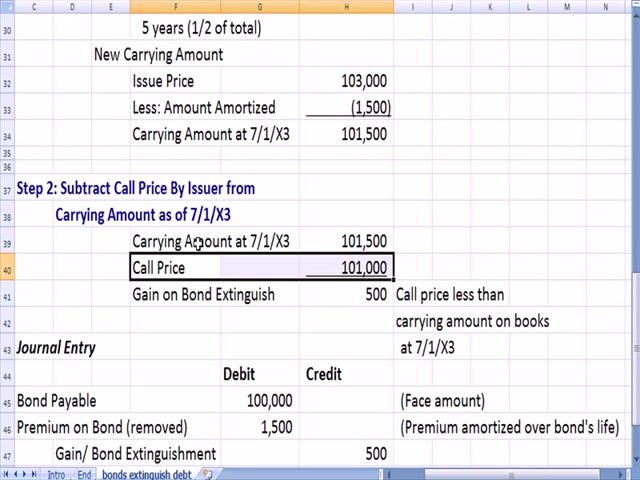 C D E F G H I J K L M N
30 5 years (1/2 of total)
31 New Carrying Amount
32 Issue Price 103,000
33 Less: Amount Amortized (1,500)
34 Carrying Amount at 7/1/X3 101,500
35
36
37 Step 2: Subtract Call Price By Issuer from
38 Carrying Amount as of 7/1/X3
39 Carrying Amount at 7/1/X3 101,500
40 Call Price 101,000
41 Gain on Bond Extinguish 500 Call price less than
42 carrying amount on books
43 Journal Entry at 7/1/X3
44 Debit Credit
45 Bond Payable 100,000 (Face amount)
46 Premium on Bond (removed) 1,500 (Premium amortized over bond's life)
47 Gain/ Bond Extinguishment 500
Intro End bonds extinguish debt